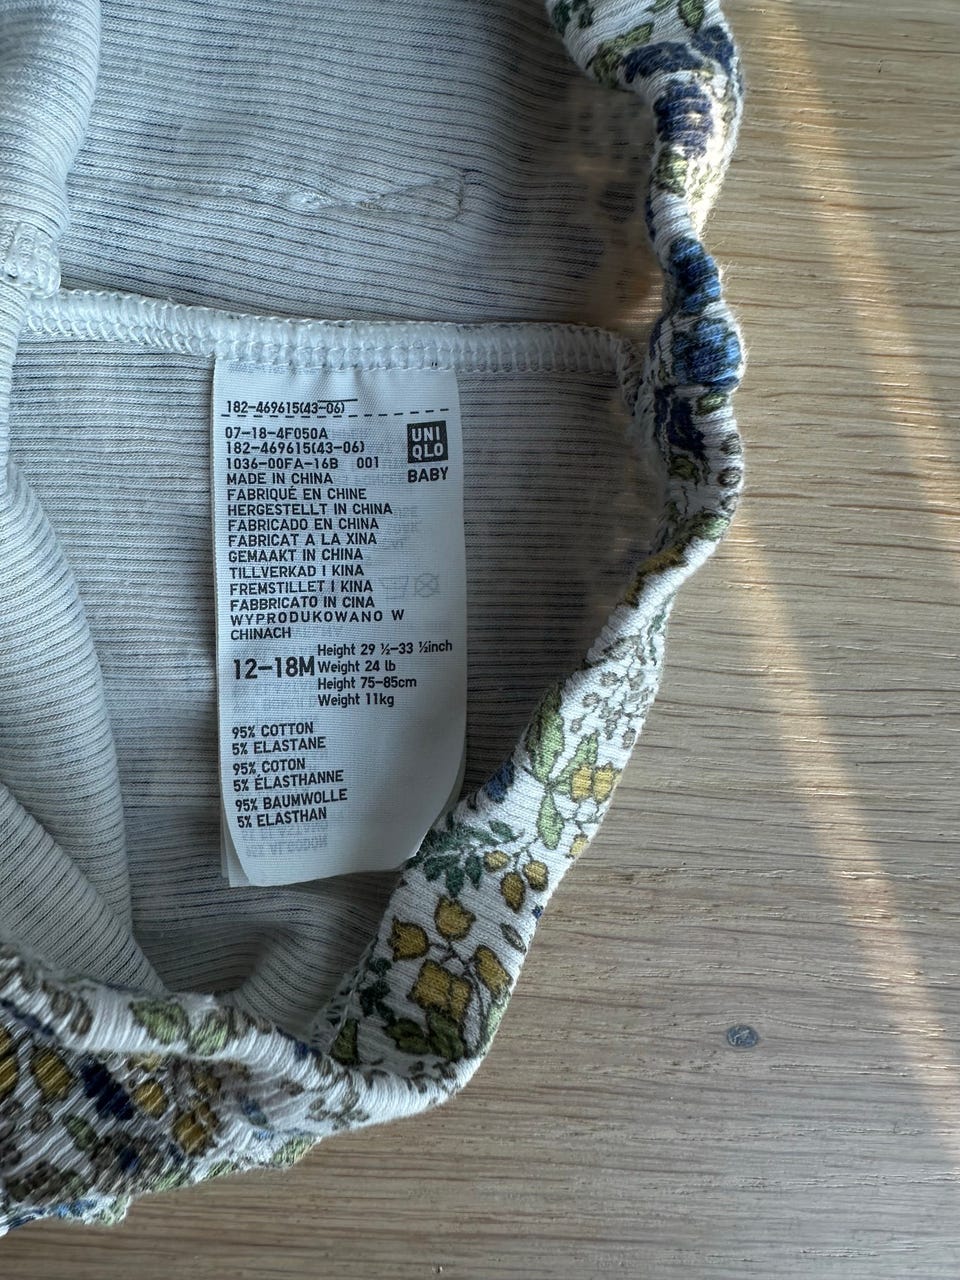 182-469615(43-06)
07-18-4F050A
182-469615(43-06)
1036-00FA-16B 001
UNI
QLO
BABY
MADE IN CHINA
FABRIQUÉ EN CHINE
HERGESTELLT IN CHINA
FABRICADO EN CHINA
FABRICAT A LA XINA
GEMAAKT IN CHINA
TILLVERKAD I KINA
FREMSTILLET I KINA
FABBRICATO IN CINA
WYPRODUKOWANO W
CHINACH
12-18M
Height 29 ½-33 ½inch
Weight 24 lb
Height 75-85cm
Weight 11kg
95% COTTON
5% ELASTANE
95% COTON
5% ÉLASTHANNE
95% BAUMWOLLE
5% ELASTHAN